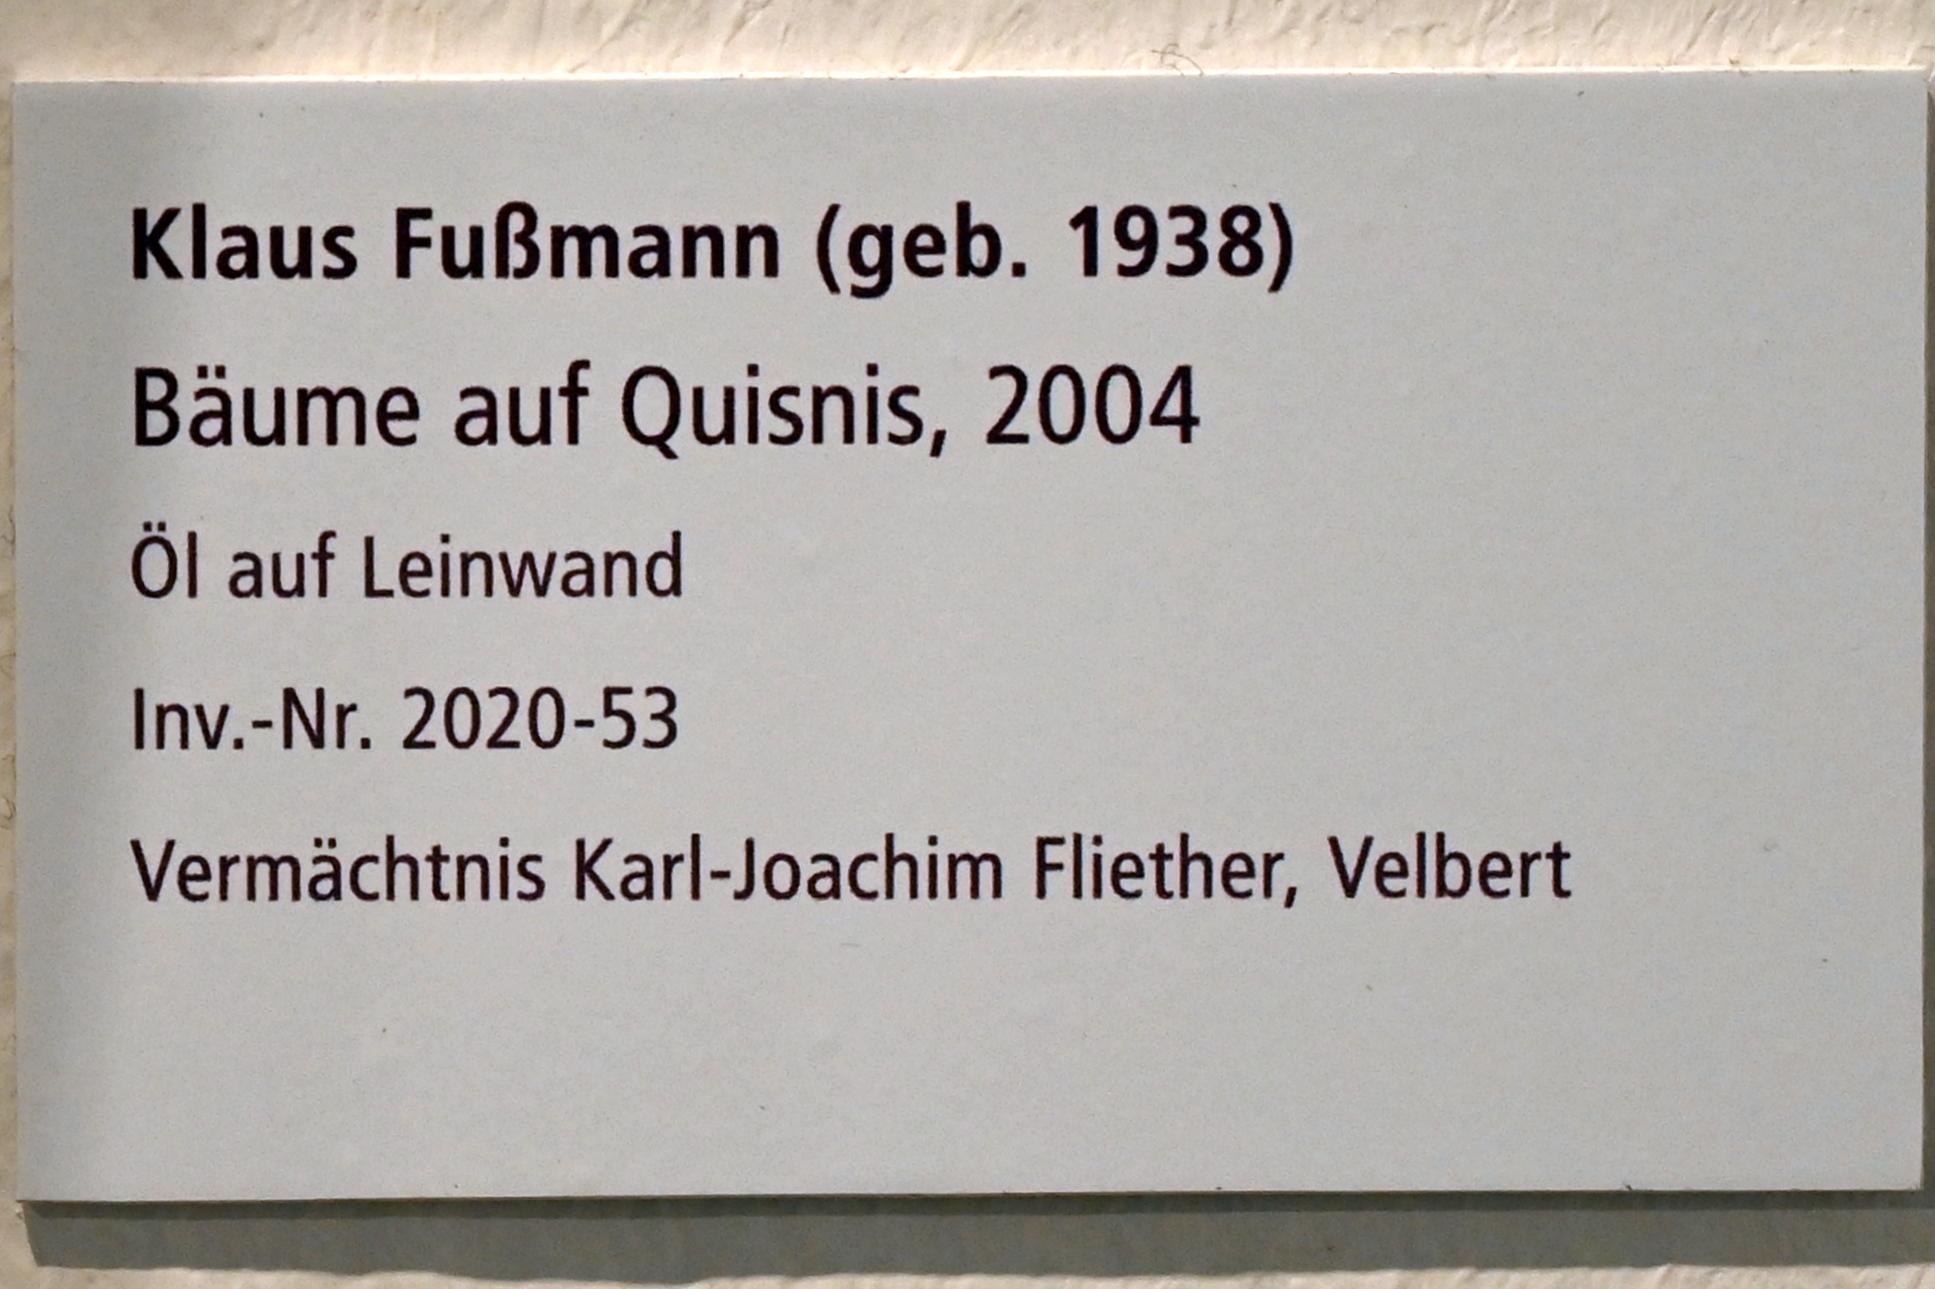 Klaus Fußmann (geb. 1938)
Bäume auf Quisnis, 2004
Öl auf Leinwand
Inv.-Nr. 2020-53
Vermächtnis Karl-Joachim Fliether, Velbert